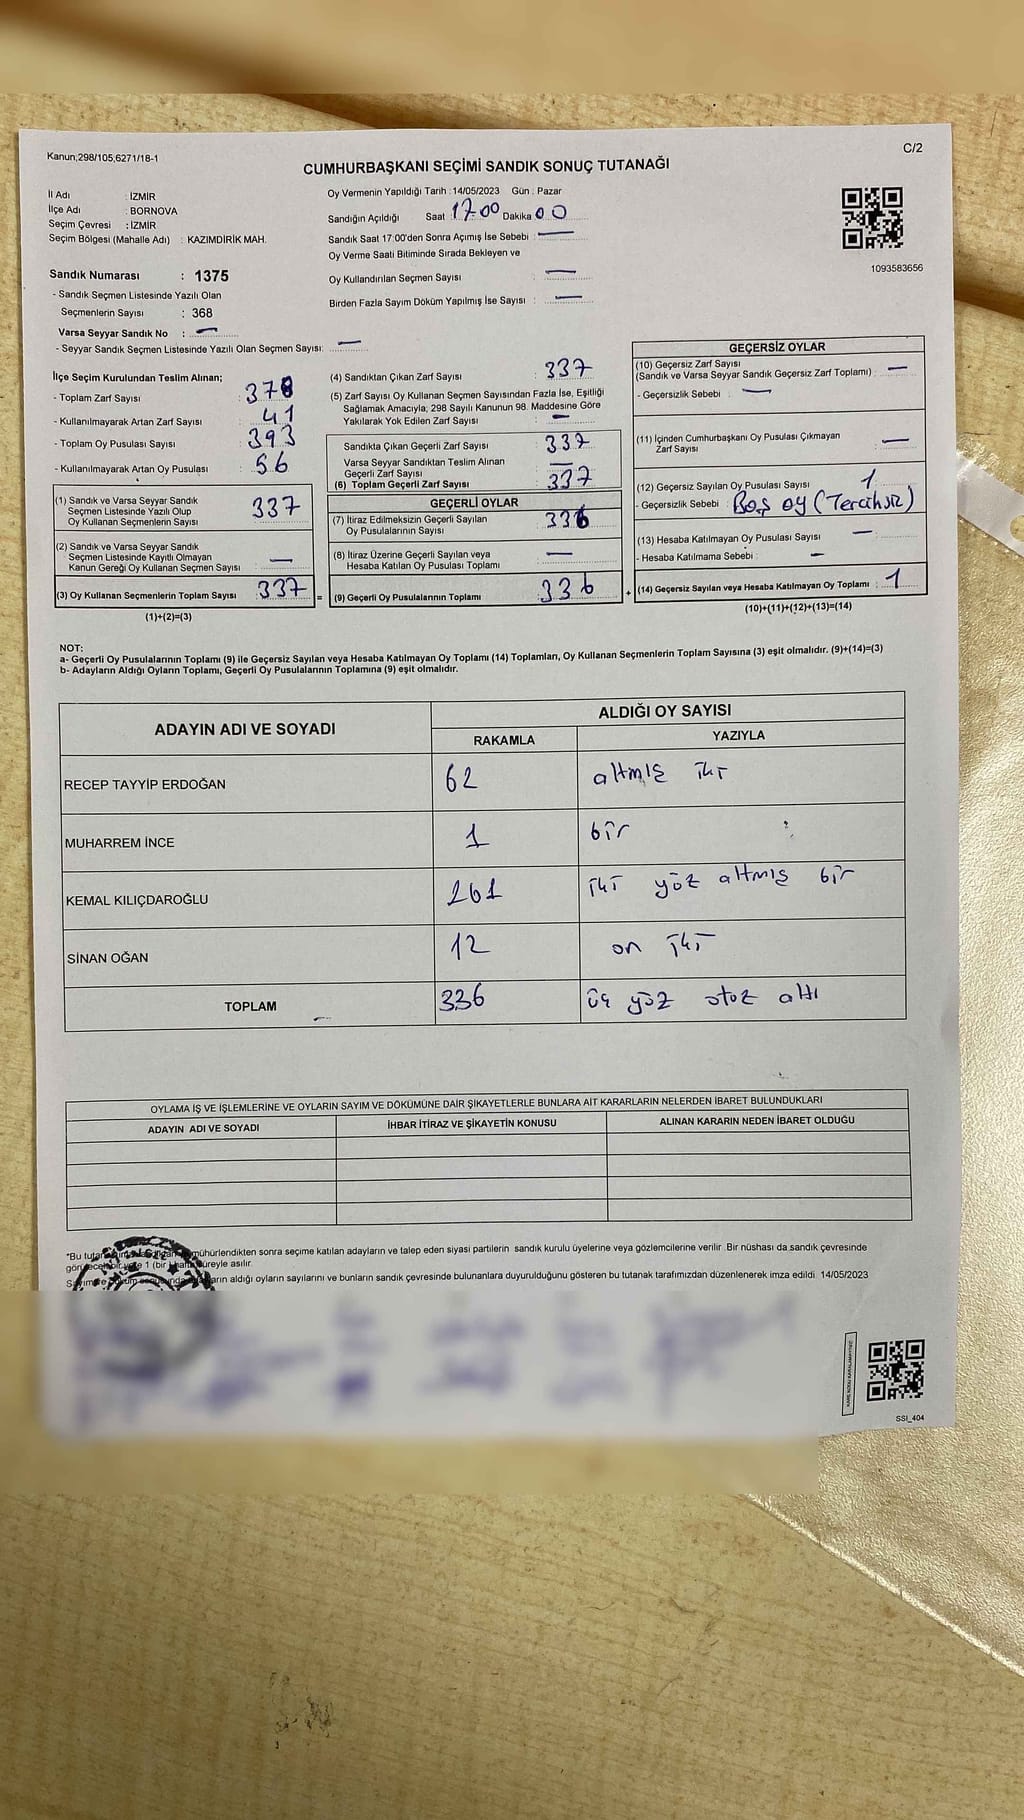 Kanun;298/105,6271/18-1
C/2
CUMHURBAŞKANI SEÇİMİ SANDIK SONUÇ TUTANAĞI
İl Adı : İZMİR
İlçe Adı : BORNOVA
Seçim Çevresi : İZMİR
Seçim Bölgesi (Mahalle Adı) : KAZIMDİRİK MAH.
Oy Vermenin Yapıldığı Tarih : 14/05/2023 Gün : Pazar
Sandığın Açıldığı Saat : 17.00 Dakika 00
Sandık Saat 17:00'den Sonra Açımış İse Sebebi : —
Oy Verme Saati Bitiminde Sırada Bekleyen ve
Oy Kullandırılan Seçmen Sayısı : —
Birden Fazla Sayım Döküm Yapılmış İse Sayısı : —
1093583656
Sandık Numarası : 1375
- Sandık Seçmen Listesinde Yazılı Olan
Seçmenlerin Sayısı : 368
Varsa Seyyar Sandık No : —
- Seyyar Sandık Seçmen Listesinde Yazılı Olan Seçmen Sayısı: —
İlçe Seçim Kurulundan Teslim Alınan;
- Toplam Zarf Sayısı : 378
- Kullanılmayarak Artan Zarf Sayısı : 41
- Toplam Oy Pusulası Sayısı : 393
- Kullanılmayarak Artan Oy Pusulası : 56
(1) Sandık ve Varsa Seyyar Sandık
Seçmen Listesinde Yazılı Olup
Oy Kullanan Seçmenlerin Sayısı : 337
(2) Sandık ve Varsa Seyyar Sandık
Seçmen Listesinde Kayıtlı Olmayan
Kanun Gereği Oy Kullanan Seçmen Sayısı : —
(3) Oy Kullanan Seçmenlerin Toplam Sayısı : 337 =
(1)+(2)=(3)
(4) Sandıktan Çıkan Zarf Sayısı : 337
(5) Zarf Sayısı Oy Kullanan Seçmen Sayısından Fazla İse, Eşitliği
Sağlamak Amacıyla; 298 Sayılı Kanunun 98. Maddesine Göre
Yakılarak Yok Edilen Zarf Sayısı : —
Sandıkta Çıkan Geçerli Zarf Sayısı : 337
Varsa Seyyar Sandıktan Teslim Alınan
Geçerli Zarf Sayısı : —
(6) Toplam Geçerli Zarf Sayısı : 337
GEÇERLİ OYLAR
(7) İtiraz Edilmeksizin Geçerli Sayılan
Oy Pusulalarının Sayısı : 336
(8) İtiraz Üzerine Geçerli Sayılan veya
Hesaba Katılan Oy Pusulası Toplamı : —
(9) Geçerli Oy Pusulalarının Toplamı : 336 +
GEÇERSİZ OYLAR
(10) Geçersiz Zarf Sayısı
(Sandık ve Varsa Seyyar Sandık Geçersiz Zarf Toplamı) : —
- Geçersizlik Sebebi : —
(11) İçinden Cumhurbaşkanı Oy Pusulası Çıkmayan
Zarf Sayısı : —
(12) Geçersiz Sayılan Oy Pusulası Sayısı : 1
- Geçersizlik Sebebi : Boş oy (Tercihsiz)
(13) Hesaba Katılmayan Oy Pusulası Sayısı : —
- Hesaba Katılmama Sebebi : —
(14) Geçersiz Sayılan veya Hesaba Katılmayan Oy Toplamı : 1
(10)+(11)+(12)+(13)=(14)
NOT:
a- Geçerli Oy Pusulalarının Toplamı (9) ile Geçersiz Sayılan veya Hesaba Katılmayan Oy Toplamı (14) Toplamları, Oy Kullanan Seçmenlerin Toplam Sayısına (3) eşit olmalıdır. (9)+(14)=(3)
b- Adayların Aldığı Oyların Toplamı, Geçerli Oy Pusulalarının Toplamına (9) eşit olmalıdır.
ADAYIN ADI VE SOYADI
ALDIĞI OY SAYISI
RAKAMLA YAZIYLA
RECEP TAYYİP ERDOĞAN 62 altmış iki
MUHARREM İNCE 1 bir
KEMAL KILIÇDAROĞLU 261 iki yüz altmış bir
SİNAN OĞAN 12 on iki
TOPLAM 336 üç yüz otuz altı
OYLAMA İŞ VE İŞLEMLERİNE VE OYLARIN SAYIM VE DÖKÜMÜNE DAİR ŞİKAYETLERLE BUNLARA AİT KARARLARIN NELERDEN İBARET BULUNDUKLARI
ADAYIN ADI VE SOYADI İHBAR İTİRAZ VE ŞİKAYETİN KONUSU ALINAN KARARIN NEDEN İBARET OLDUĞU
mühürlendikten sonra seçime katılan adayların ve talep eden siyasi partilerin sandık kurulu üyelerine veya gözlemcilerine verilir. Bir nüshası da sandık çevresinde
1 (bir) süreyle asılır.
aldığı oyların sayılarını ve bunların sandık çevresinde bulunanlara duyurulduğunu gösteren bu tutanak tarafımızdan düzenlenerek imza edildi. 14/05/2023
SSI_404